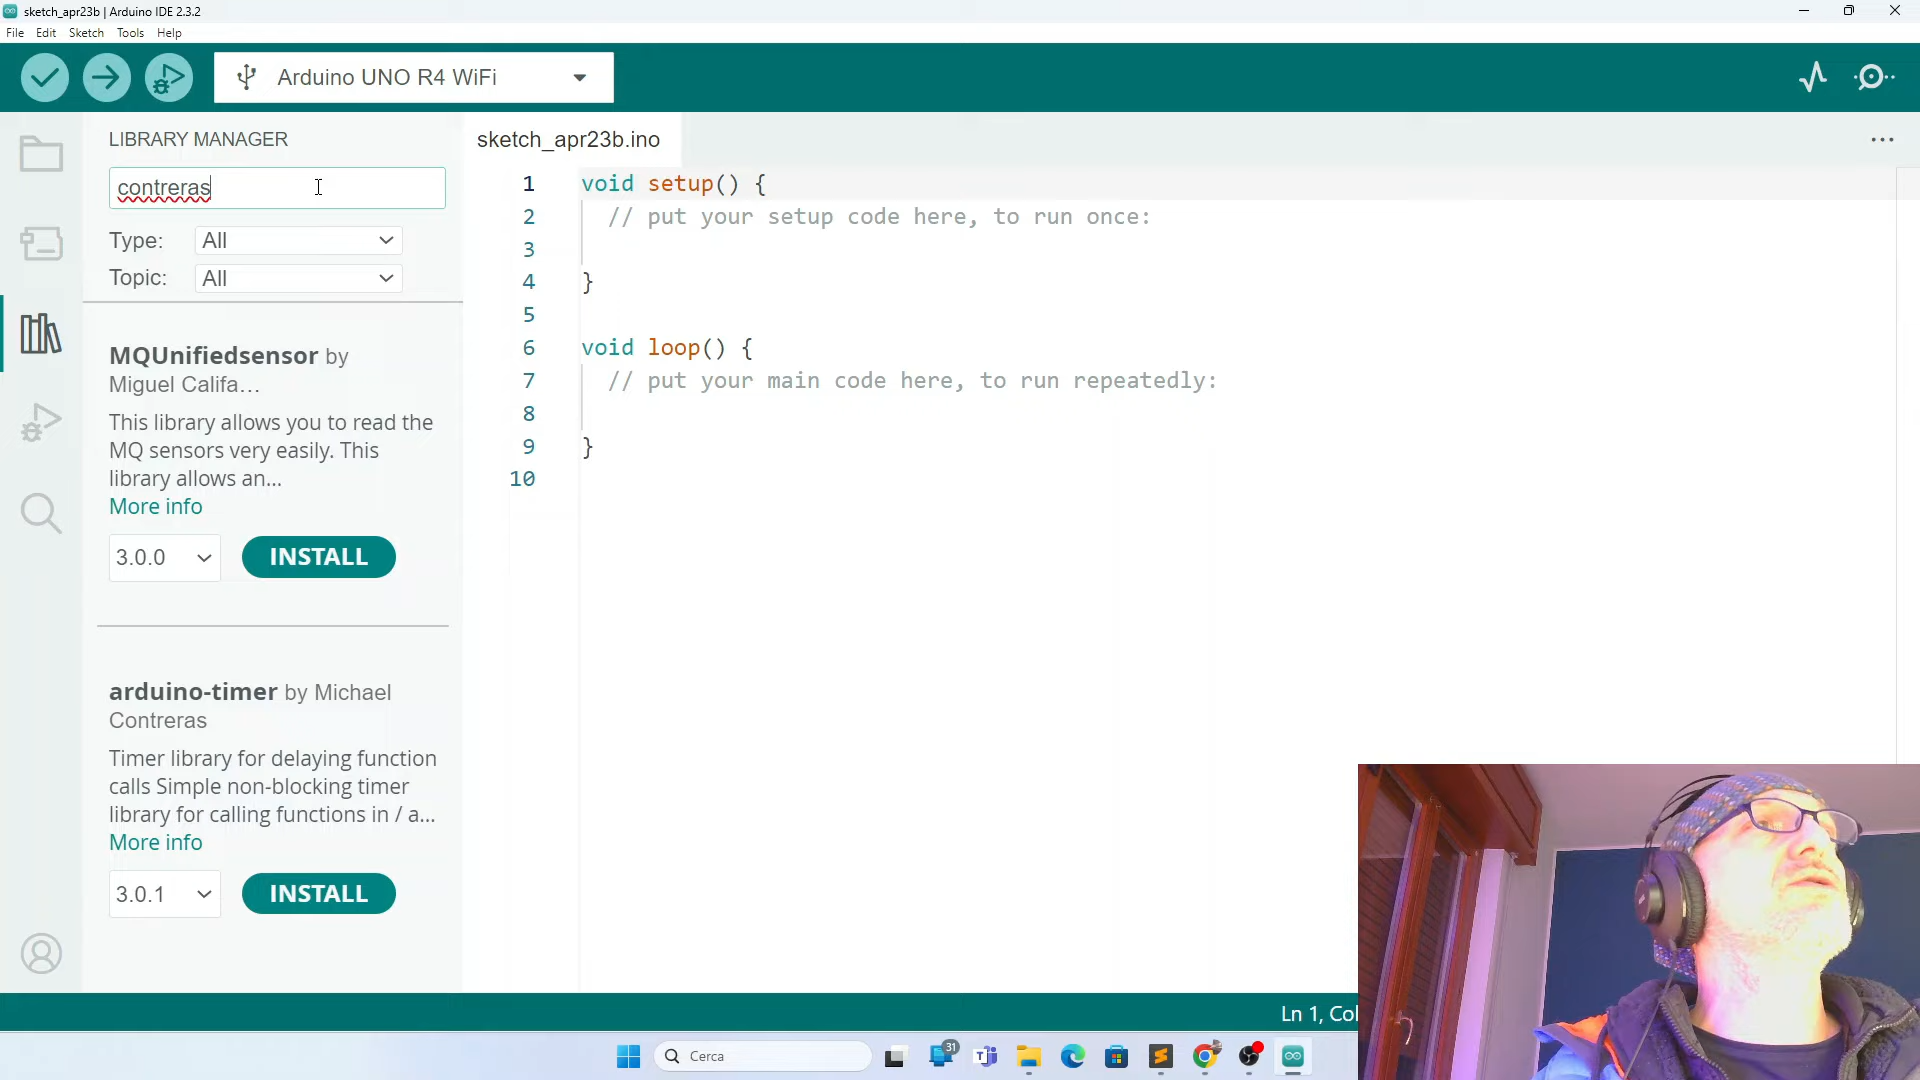 sketch_apr23b | Arduino IDE 2.3.2
File Edit Sketch Tools Help
Arduino UNO R4 WiFi
LIBRARY MANAGER
contreras
Type: All
Topic: All
MQUnifiedsensor by
Miguel Califa...
This library allows you to read the
MQ sensors very easily. This
library allows an...
More info
3.0.0 INSTALL
arduino-timer by Michael
Contreras
Timer library for delaying function
calls Simple non-blocking timer
library for calling functions in / a...
More info
3.0.1 INSTALL
sketch_apr23b.ino
1 void setup() {
2 // put your setup code here, to run once:
3
4 }
5
6 void loop() {
7 // put your main code here, to run repeatedly:
8
9 }
10
Ln 1, Col
Cerca
31